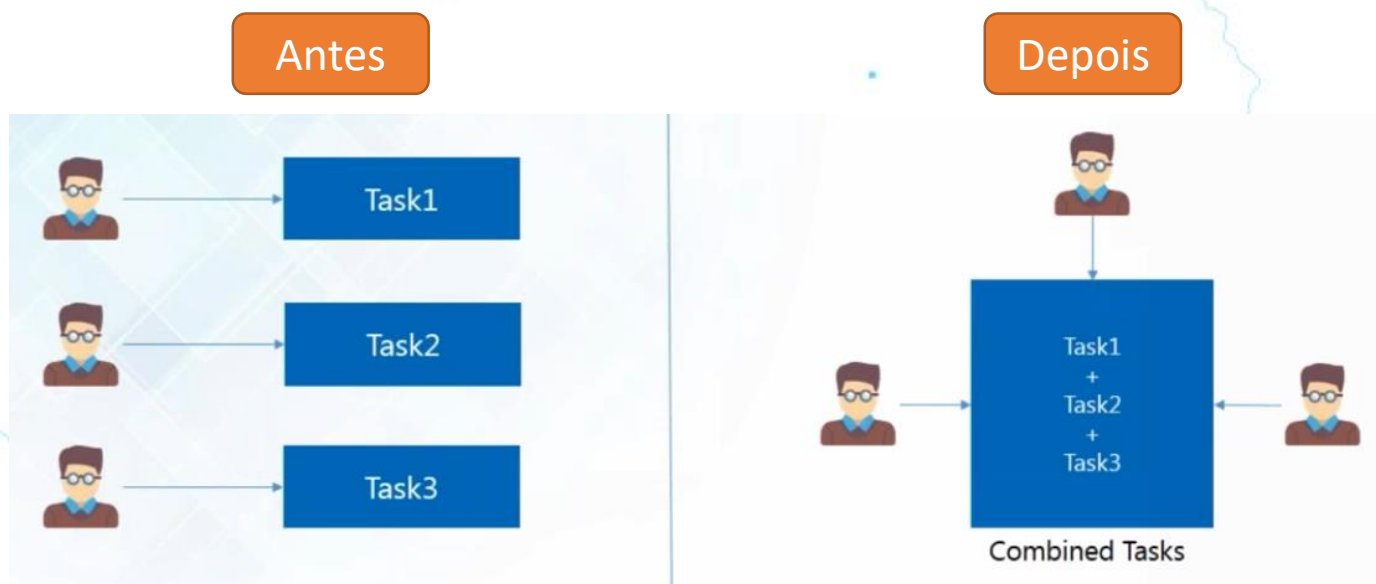 Antes
Depois
Task1
Task2
Task3
Task1
+
Task2
+
Task3
Combined Tasks